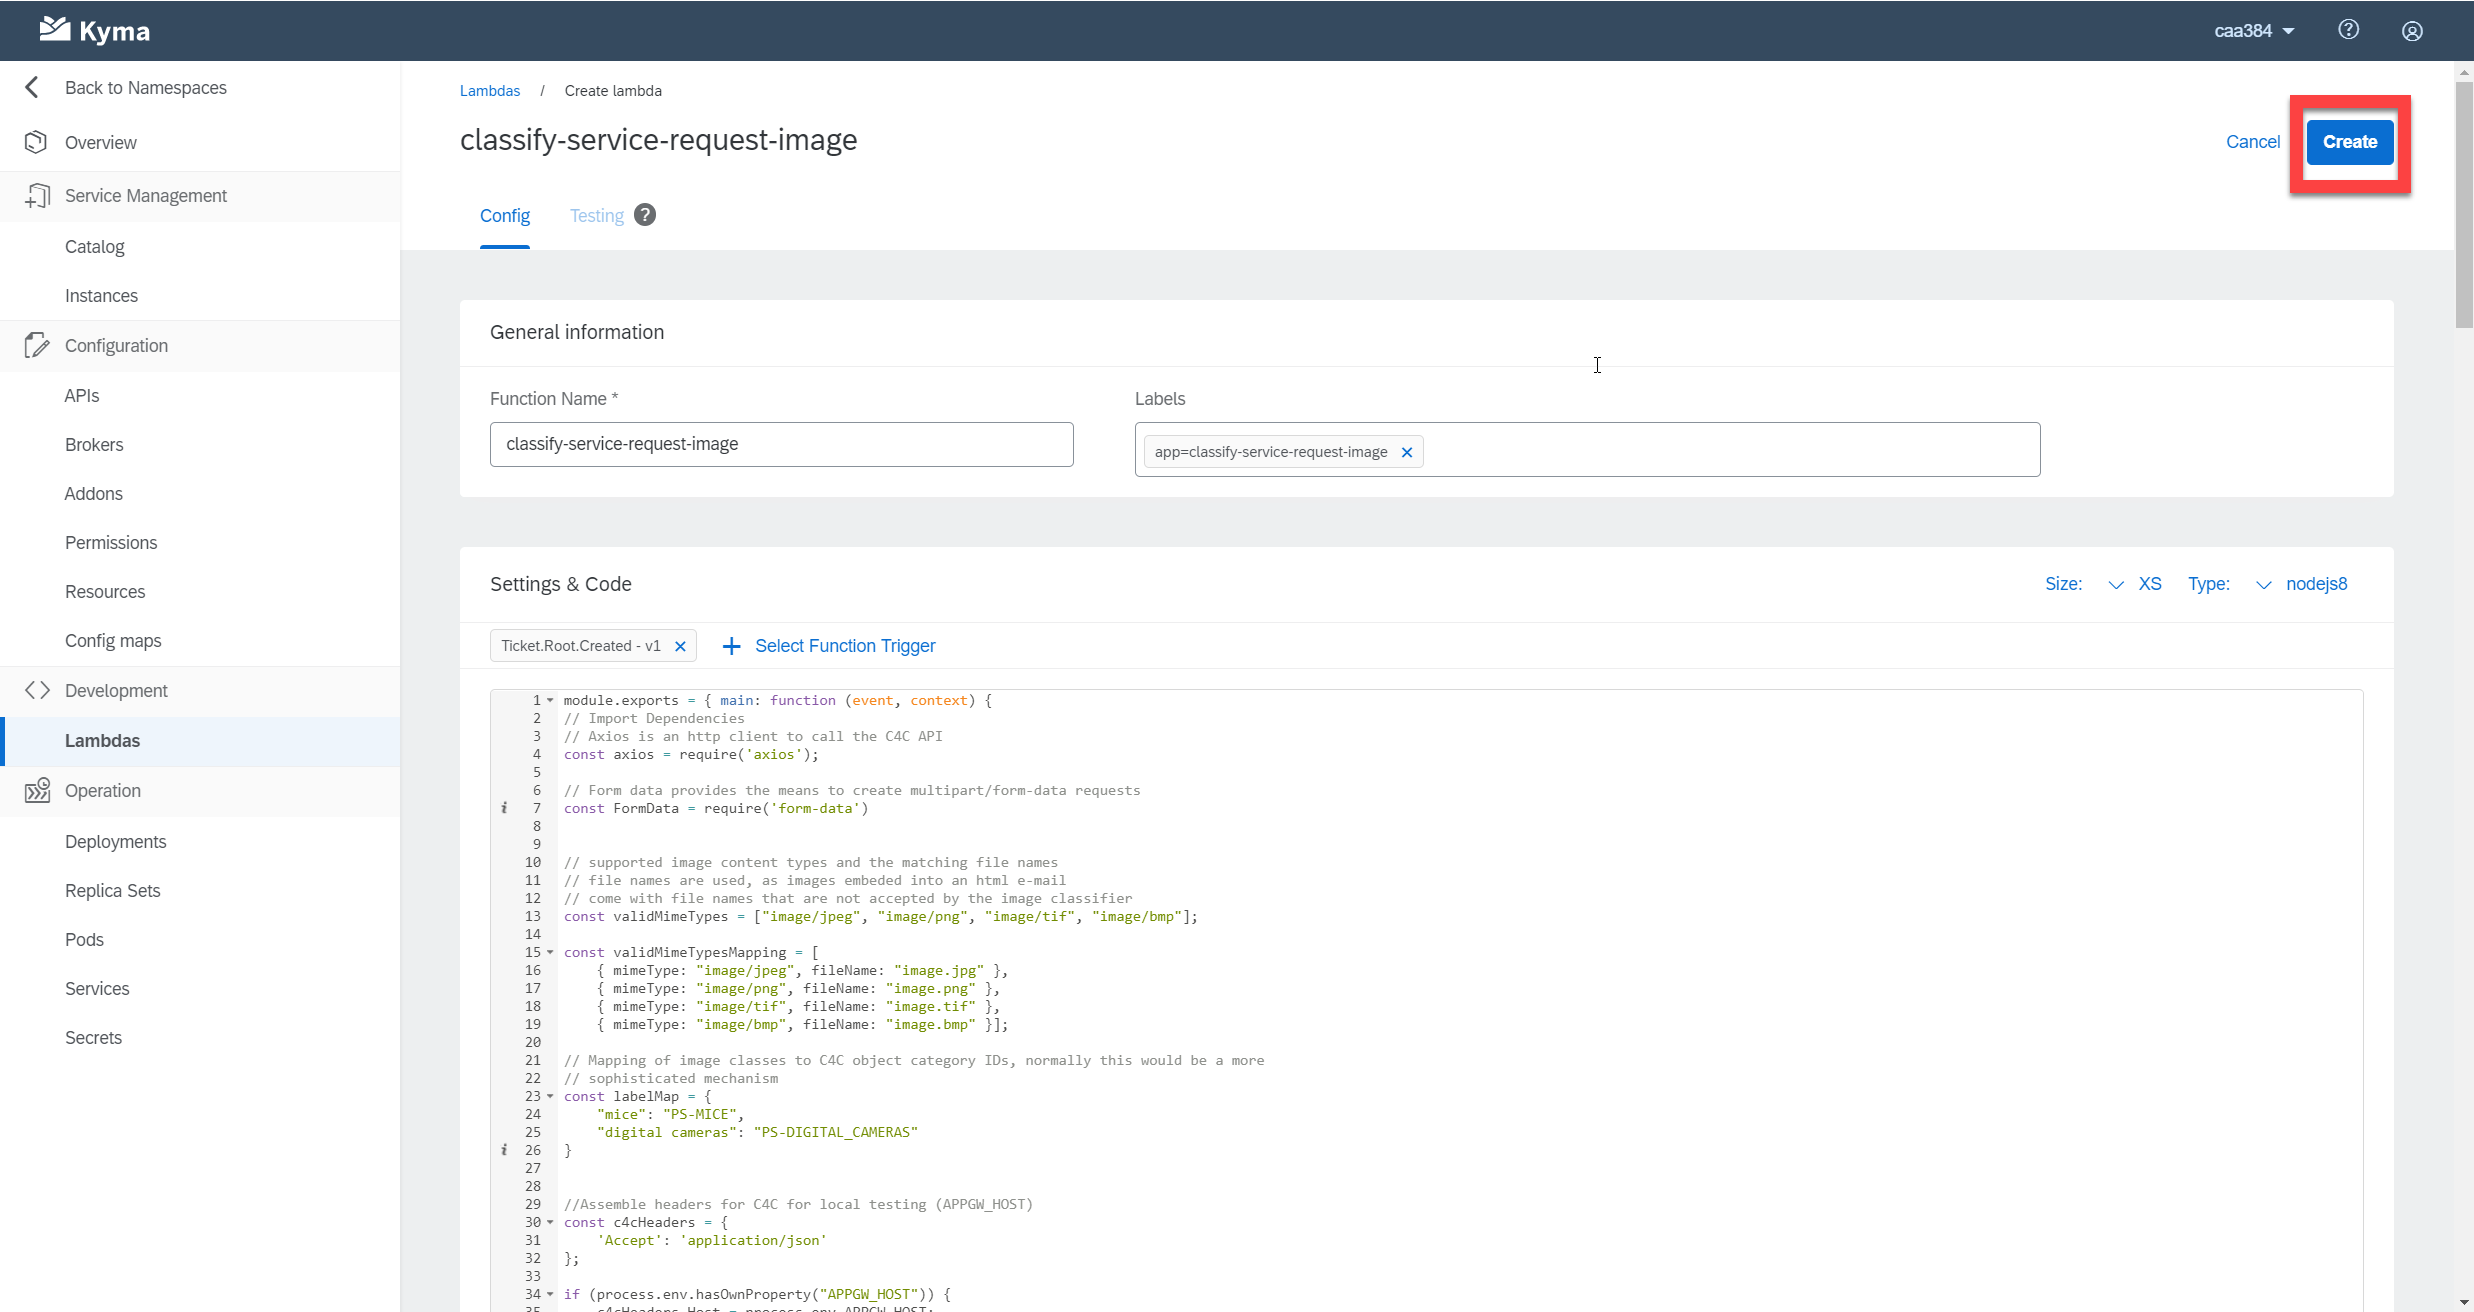 Kyma
caa384
Back to Namespaces
Overview
Service Management
Catalog
Instances
Configuration
APIs
Brokers
Addons
Permissions
Resources
Config maps
Development
Lambdas
Operation
Deployments
Replica Sets
Pods
Services
Secrets
Lambdas / Create lambda
classify-service-request-image
Cancel
Create
Config
Testing ?
General information
Function Name *
classify-service-request-image
Labels
app=classify-service-request-image
Settings & Code
Size: XS Type: nodejs8
Ticket.Root.Created - v1
+ Select Function Trigger
1 module.exports = { main: function (event, context) {
2 // Import Dependencies
3 // Axios is an http client to call the C4C API
4 const axios = require('axios');
5
6 // Form data provides the means to create multipart/form-data requests
i 7 const FormData = require('form-data')
8
9
10 // supported image content types and the matching file names
11 // file names are used, as images embeded into an html e-mail
12 // come with file names that are not accepted by the image classifier
13 const validMimeTypes = ["image/jpeg", "image/png", "image/tif", "image/bmp"];
14
15 const validMimeTypesMapping = [
16 { mimeType: "image/jpeg", fileName: "image.jpg" },
17 { mimeType: "image/png", fileName: "image.png" },
18 { mimeType: "image/tif", fileName: "image.tif" },
19 { mimeType: "image/bmp", fileName: "image.bmp" }];
20
21 // Mapping of image classes to C4C object category IDs, normally this would be a more
22 // sophisticated mechanism
23 const labelMap = {
24 "mice": "PS-MICE",
25 "digital cameras": "PS-DIGITAL_CAMERAS"
i 26 }
27
28
29 //Assemble headers for C4C for local testing (APPGW_HOST)
30 const c4cHeaders = {
31 'Accept': 'application/json'
32 };
33
34 if (process.env.hasOwnProperty("APPGW_HOST")) {
35 c4cHeaders.Host = process.env.APPGW_HOST;